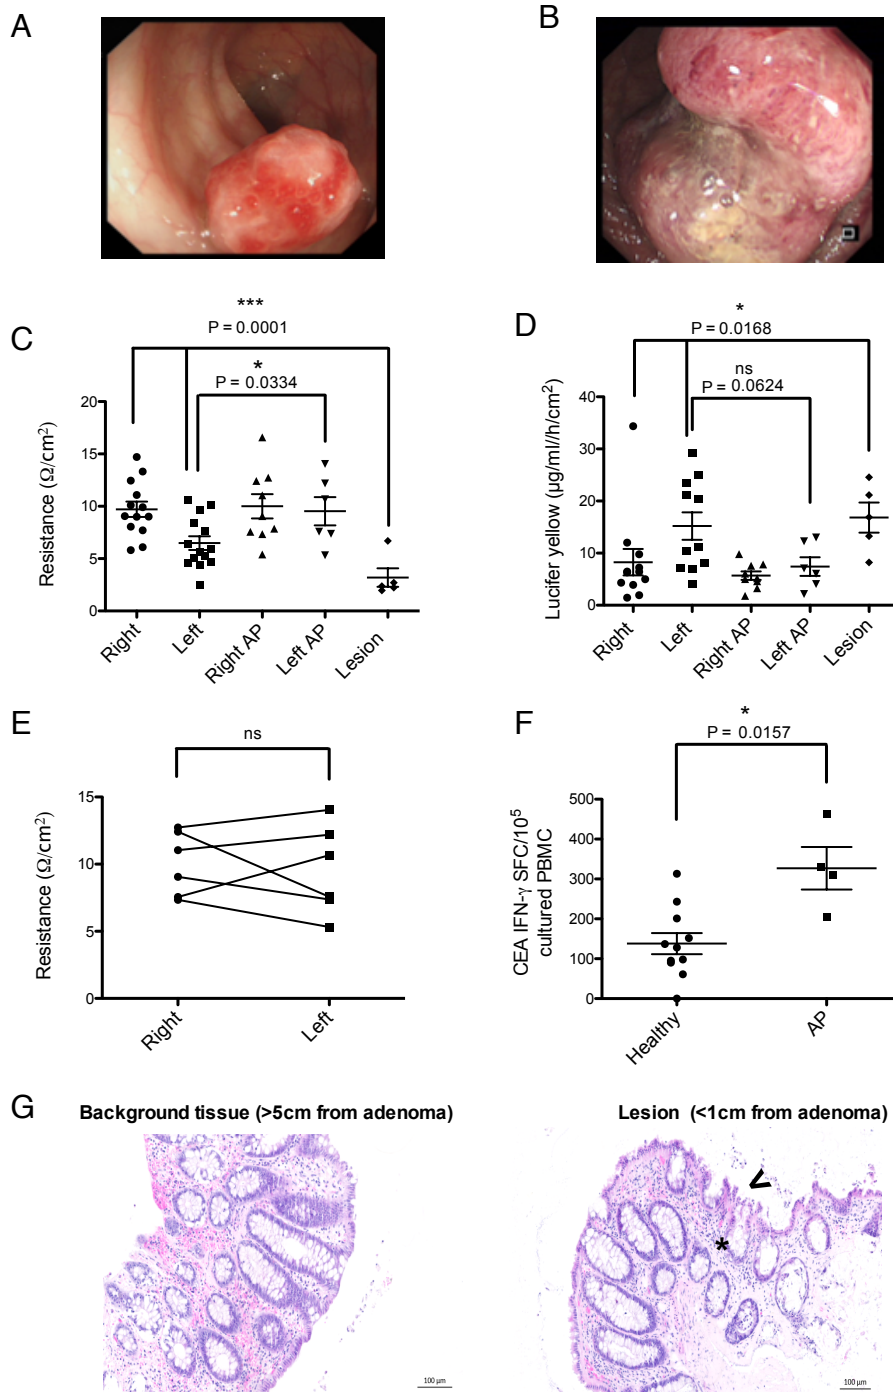 A
B
C
***
P = 0.0001
*
P = 0.0334
Resistance (Ω/cm²)
20
15
10
5
0
Right
Left
Right AP
Left AP
Lesion
D
*
P = 0.0168
ns
P = 0.0624
Lucifer yellow (µg/ml//h/cm²)
40
30
20
10
0
Right
Left
Right AP
Left AP
Lesion
E
ns
Resistance (Ω/cm²)
15
10
5
0
Right
Left
F
*
P = 0.0157
CEA IFN-γ SFC/10⁵
cultured PBMC
500
400
300
200
100
0
Healthy
AP
G
Background tissue (>5cm from adenoma)
Lesion (<1cm from adenoma)
<
*
100 µm
100 µm